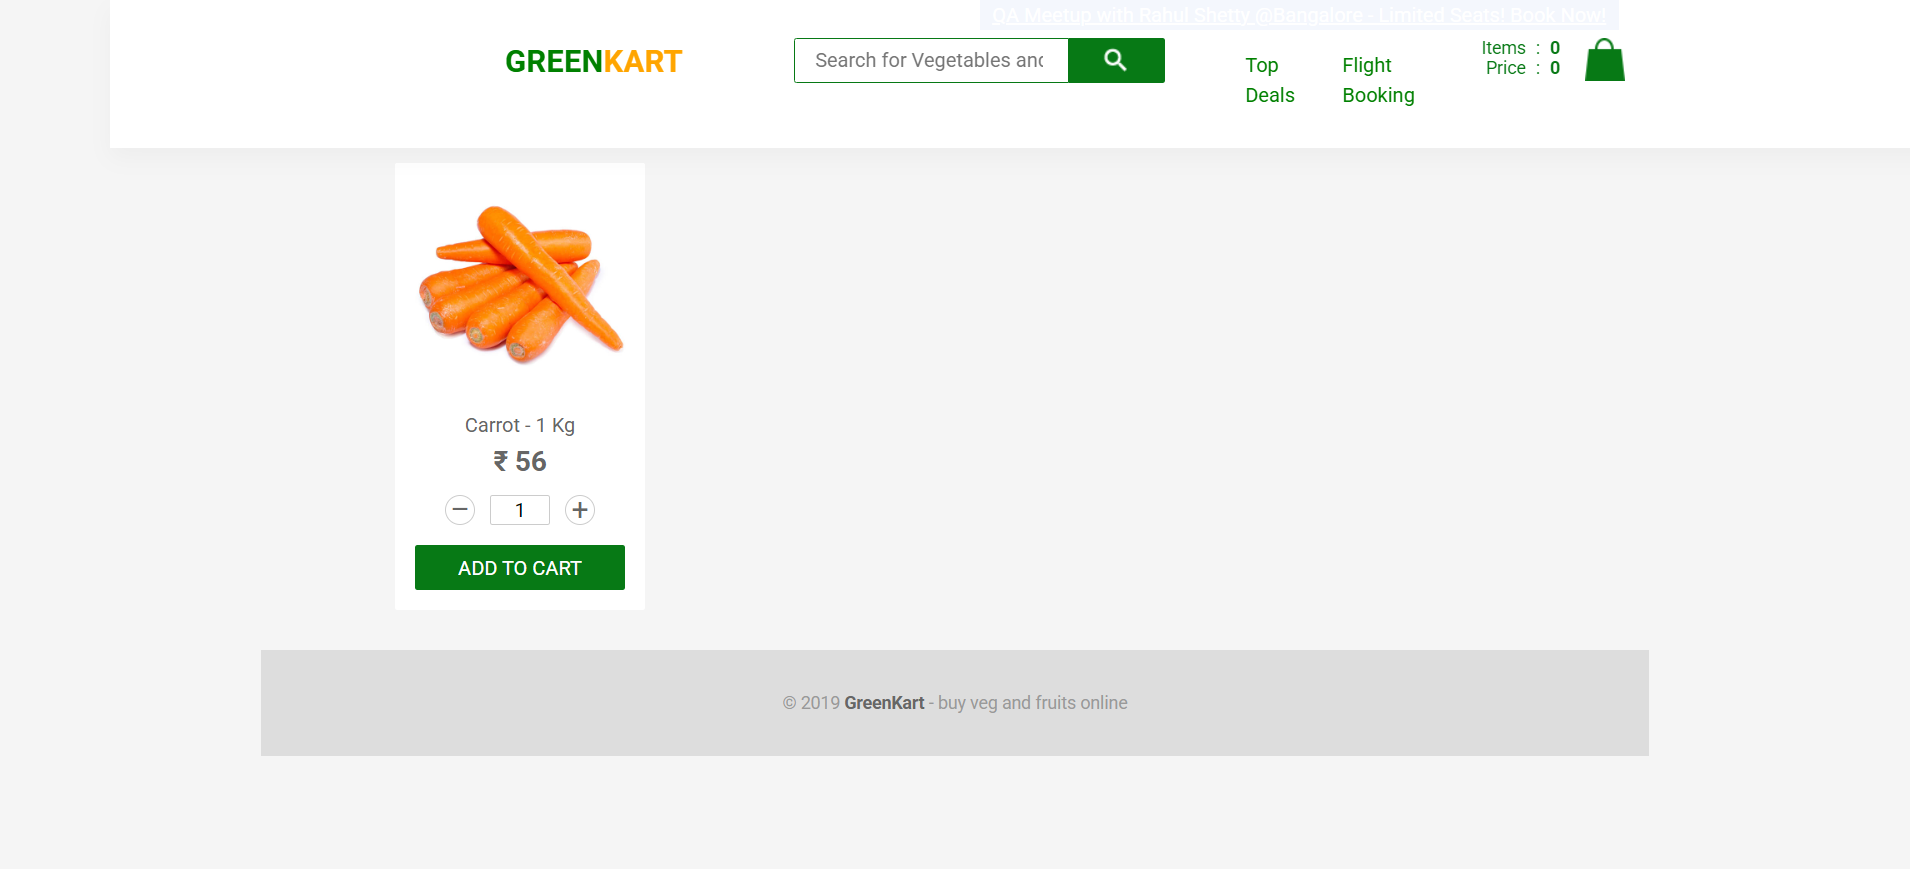 QA Meetup with Rahul Shetty @Bangalore - Limited Seats! Book Now!
GREENKART
Search for Vegetables and
Top
Deals
Flight
Booking
Items : 0
Price : 0
Carrot - 1 Kg
₹ 56
− 1 +
ADD TO CART
© 2019 GreenKart - buy veg and fruits online